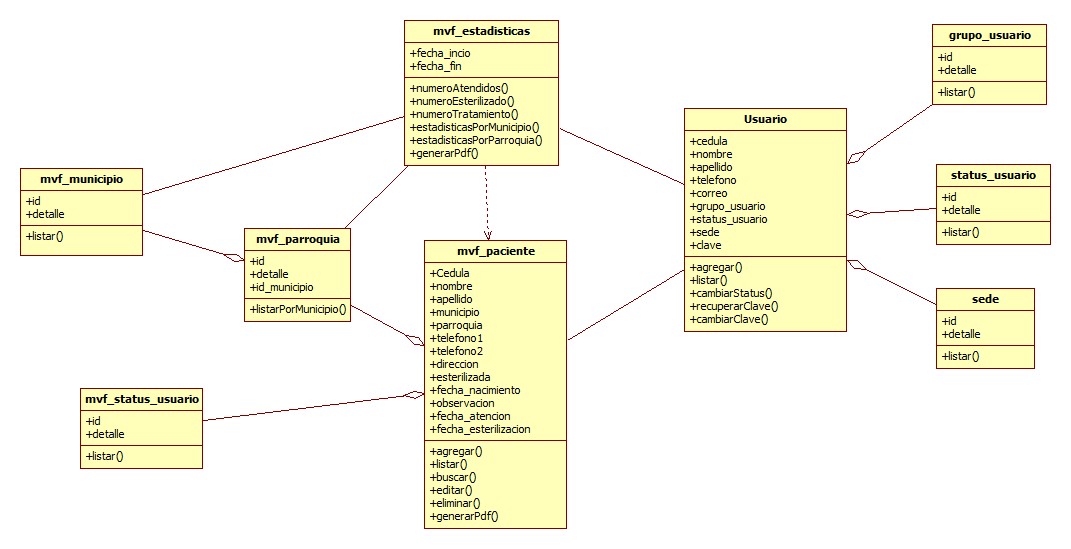 mvf_estadisticas
+fecha_incio
+fecha_fin
+numeroAtendidos()
+numeroEsterilizado()
+numeroTratamiento()
+estadisticasPorMunicipio()
+estadisticasPorParroquia()
+generarPdf()
grupo_usuario
+id
+detalle
+listar()
Usuario
+cedula
+nombre
+apellido
+telefono
+correo
+grupo_usuario
+status_usuario
+sede
+clave
+agregar()
+listar()
+cambiarStatus()
+recuperarClave()
+cambiarClave()
status_usuario
+id
+detalle
+listar()
mvf_municipio
+id
+detalle
+listar()
mvf_parroquia
+id
+detalle
+id_municipio
+listarPorMunicipio()
mvf_paciente
+Cedula
+nombre
+apellido
+municipio
+parroquia
+telefono1
+telefono2
+direccion
+esterilizada
+fecha_nacimiento
+observacion
+fecha_atencion
+fecha_esterilizacion
+agregar()
+listar()
+buscar()
+editar()
+eliminar()
+generarPdf()
sede
+id
+detalle
+listar()
mvf_status_usuario
+id
+detalle
+listar()